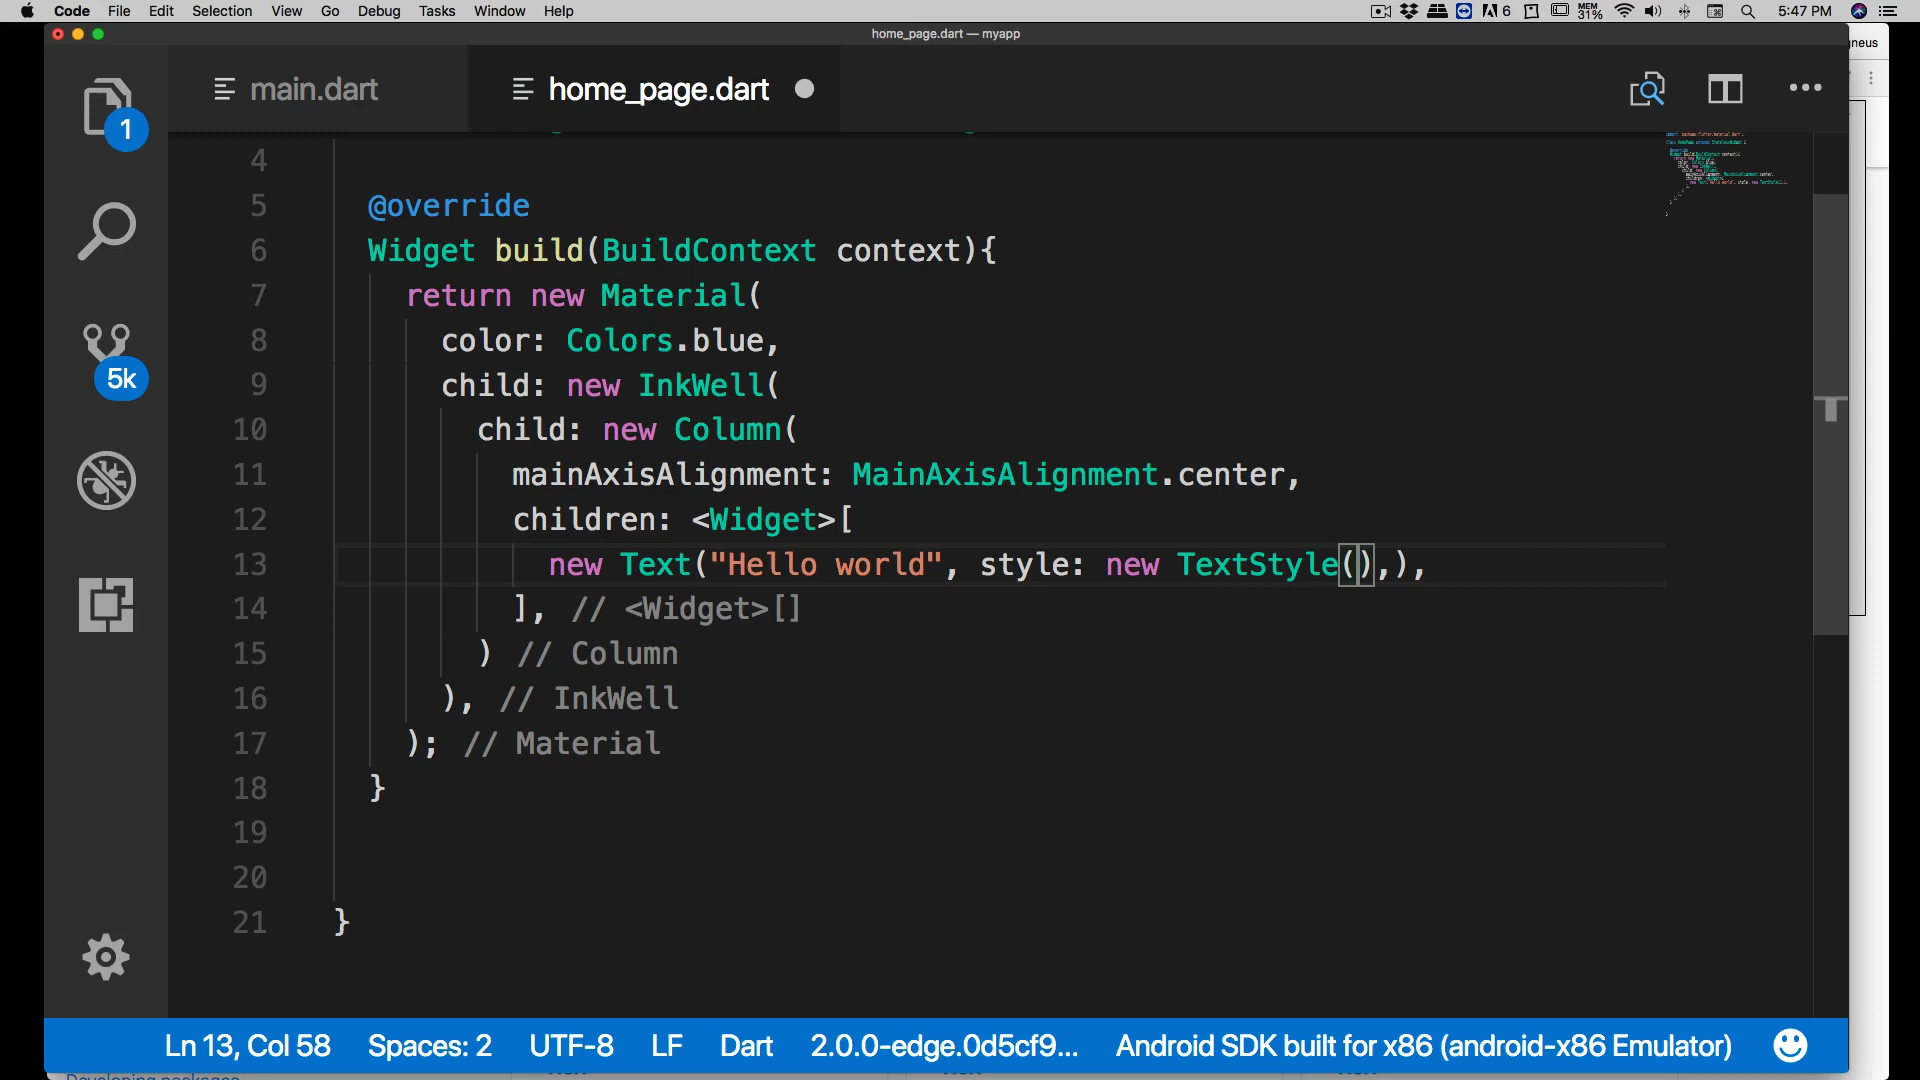 Code File Edit Selection View Go Debug Tasks Window Help
6 MEM 31% 5:47 PM
home_page.dart — myapp
gneus
main.dart
home_page.dart
1
4
5 @override
6 Widget build(BuildContext context){
7 return new Material(
8 color: Colors.blue,
9 child: new InkWell(
10 child: new Column(
11 mainAxisAlignment: MainAxisAlignment.center,
12 children: <Widget>[
13 new Text("Hello world", style: new TextStyle(),),
14 ], // <Widget>[]
15 ) // Column
16 ), // InkWell
17 ); // Material
18 }
19
20
21 }
5k
Ln 13, Col 58 Spaces: 2 UTF-8 LF Dart 2.0.0-edge.0d5cf9... Android SDK built for x86 (android-x86 Emulator)